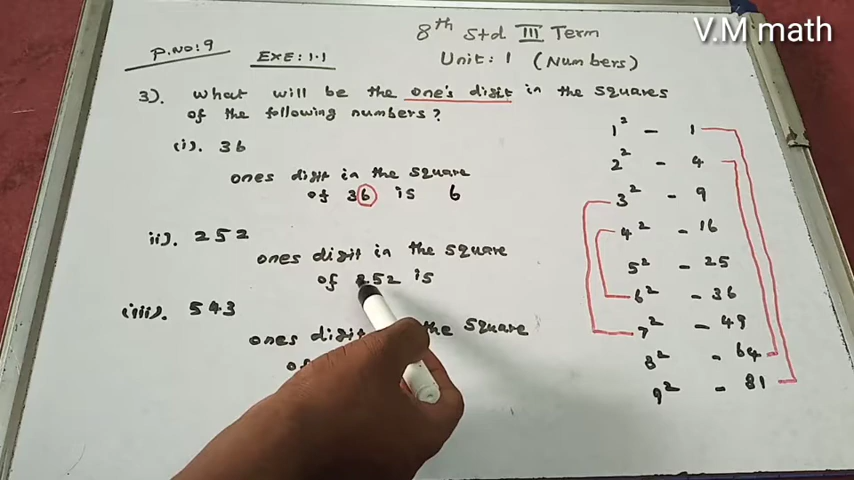 V.M math
8th Std III Term
P.No:9 Exe:1.1 Unit:1 (Numbers)
3). What will be the one's digit in the squares
of the following numbers?
(i). 36
ones digit in the square
of 36 is 6
ii). 252
ones digit in the square
of 252 is
(iii). 543
ones digit the square
1² - 1
2² - 4
3² - 9
4² - 16
5² - 25
6² - 36
7² - 49
8² - 64
9² - 81